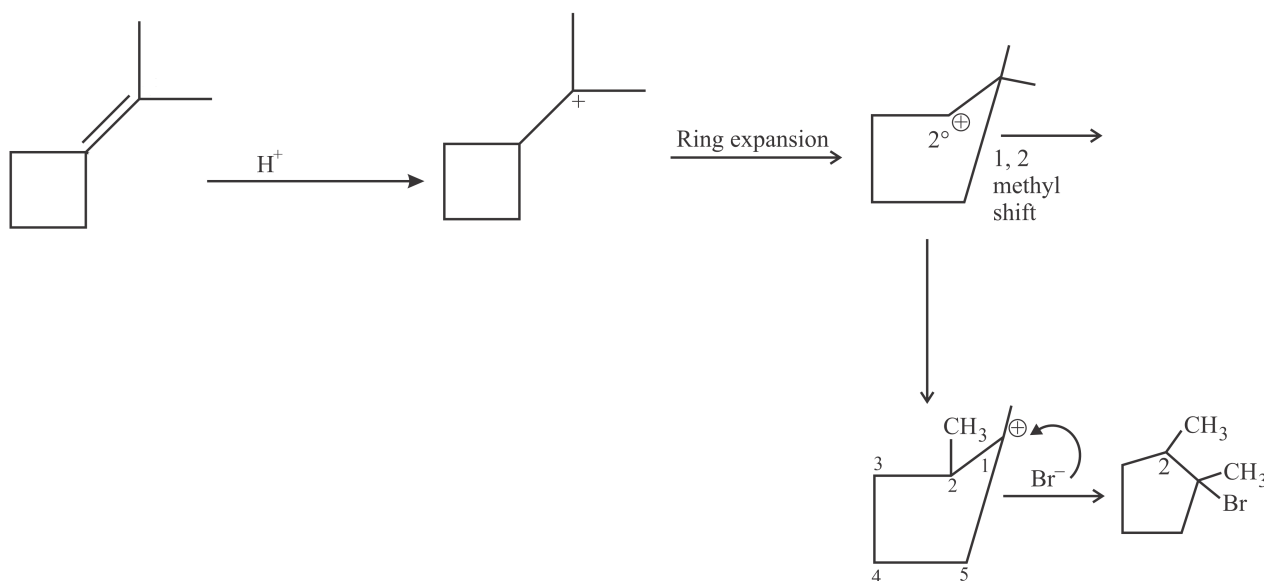 +
H⁺
Ring expansion
2°
⊕
1, 2
methyl
shift
CH₃
⊕
3
1
2
4
5
Br⁻
CH₃
2
CH₃
Br